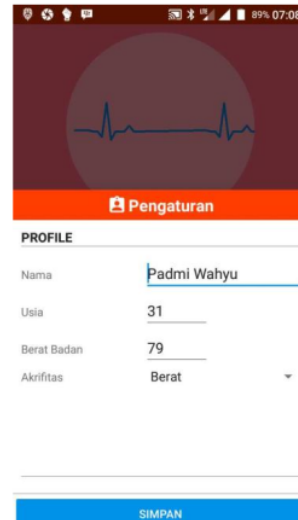 89% 07:08
Pengaturan
PROFILE
Nama Padmi Wahyu
Usia 31
Berat Badan 79
Akrifitas Berat
SIMPAN